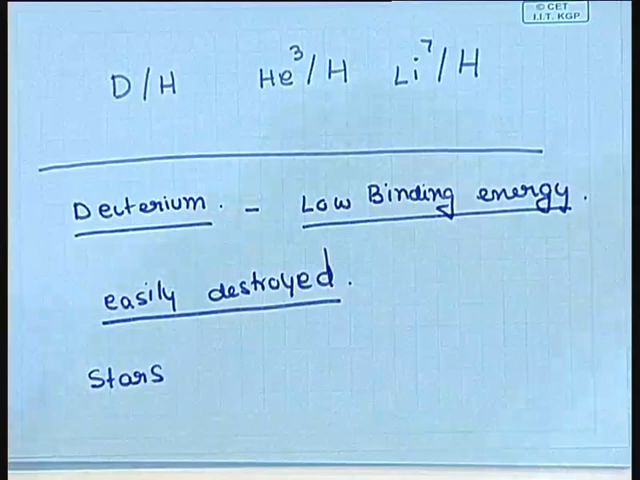 © CET
I.I.T. KGP
D/H He³/H Li⁷/H
Deuterium. - Low Binding energy.
easily destroyed.
Stars